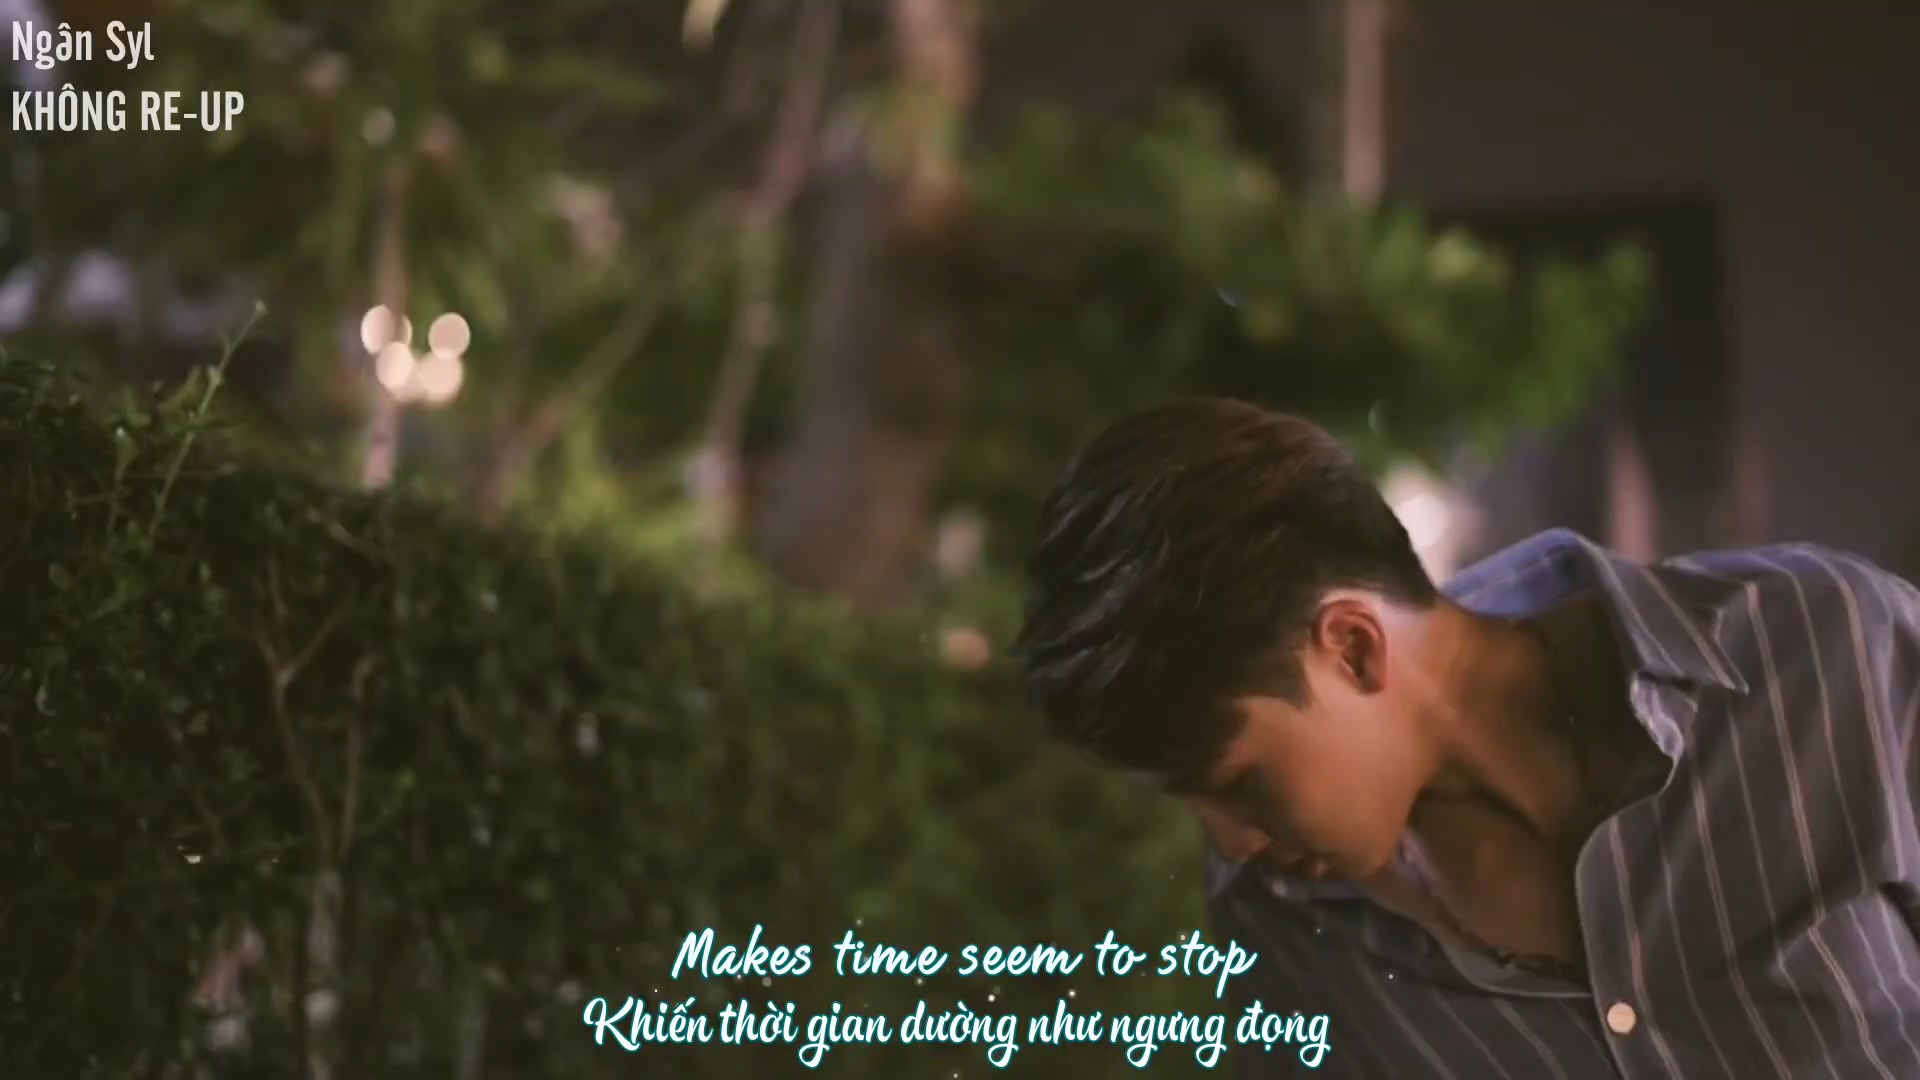 Ngân Syl
KHÔNG RE-UP
Makes time seem to stop
Khiến thời gian dường như ngưng đọng